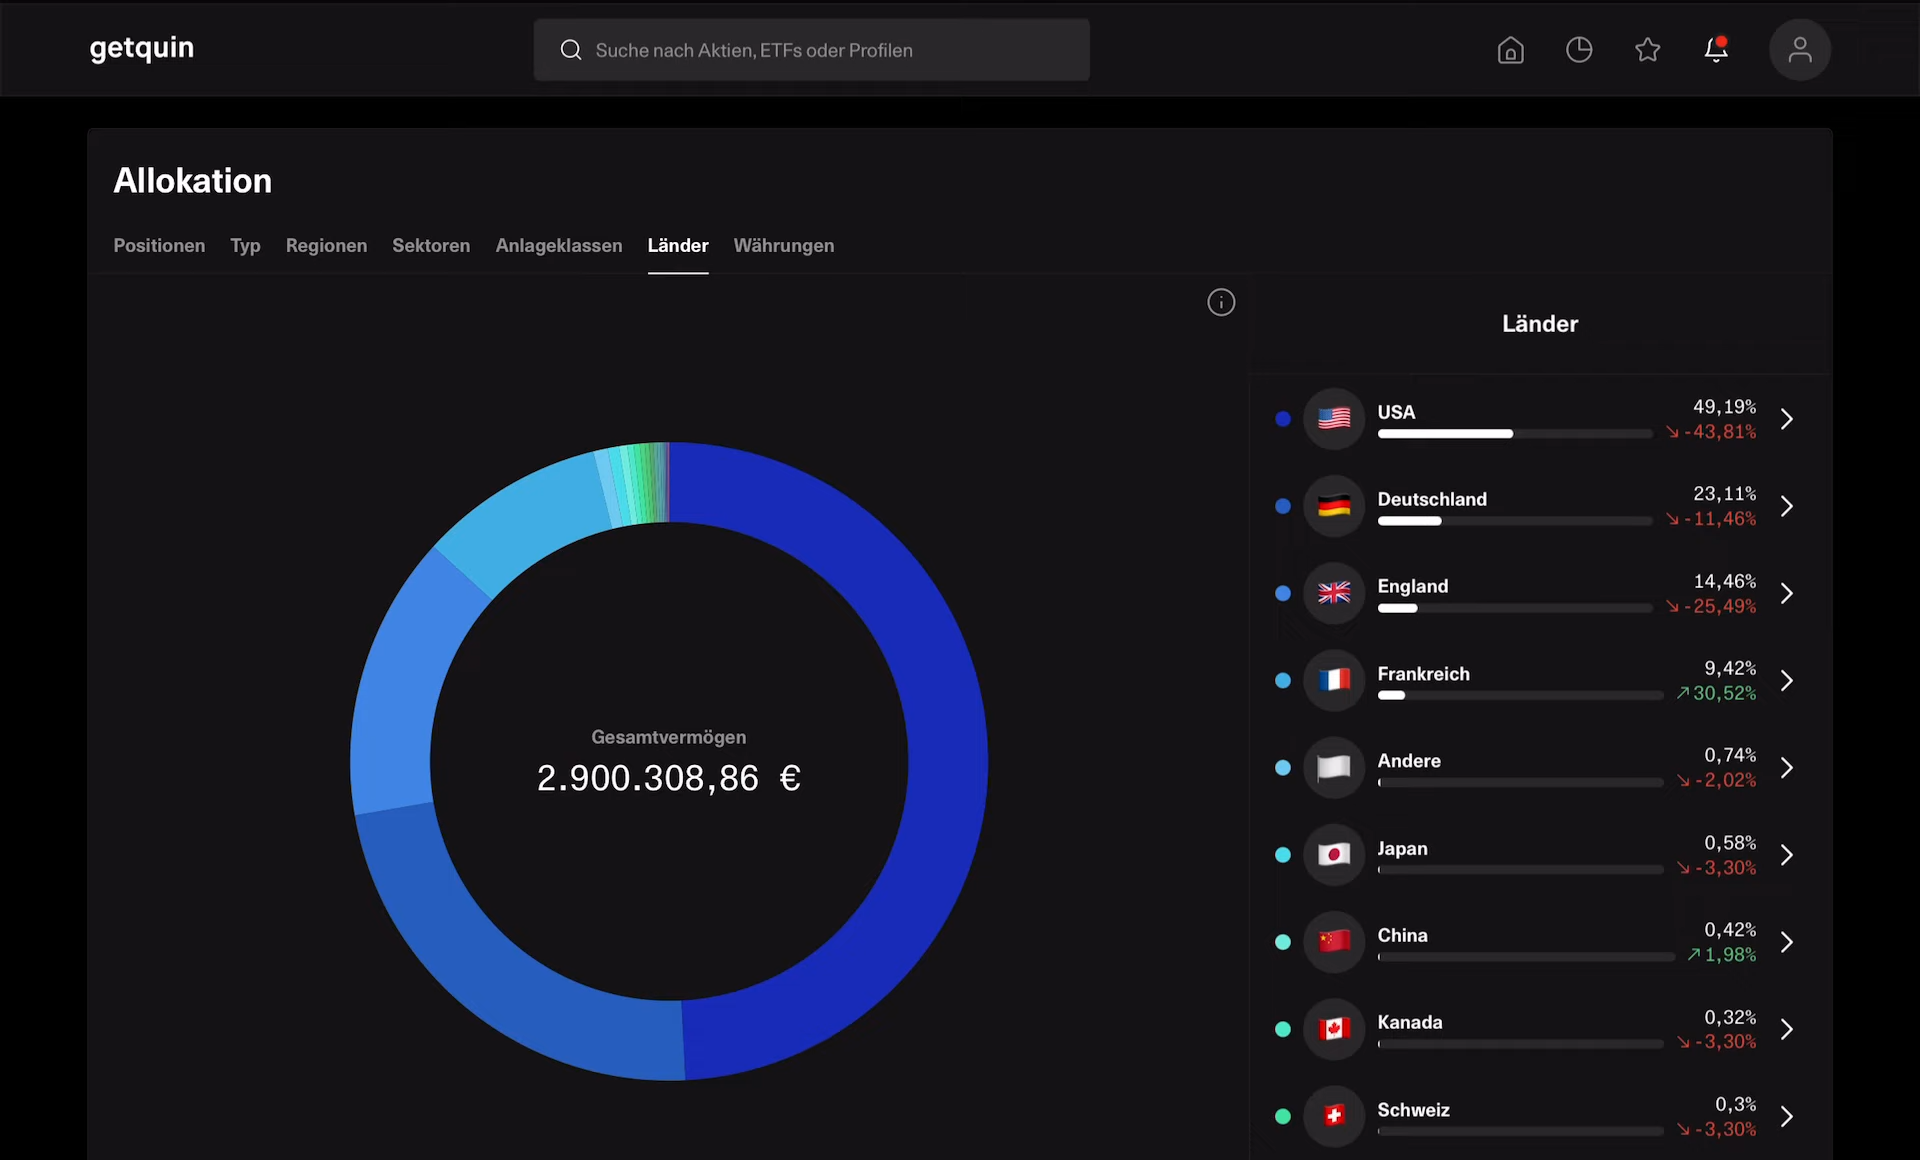 getquin
Suche nach Aktien, ETFs oder Profilen
Allokation
Positionen Typ Regionen Sektoren Anlageklassen Länder Währungen
Gesamtvermögen
2.900.308,86 €
Länder
USA
49,19%
-43,81%
Deutschland
23,11%
-11,46%
England
14,46%
-25,49%
Frankreich
9,42%
30,52%
Andere
0,74%
-2,02%
Japan
0,58%
-3,30%
China
0,42%
1,98%
Kanada
0,32%
-3,30%
Schweiz
0,3%
-3,30%